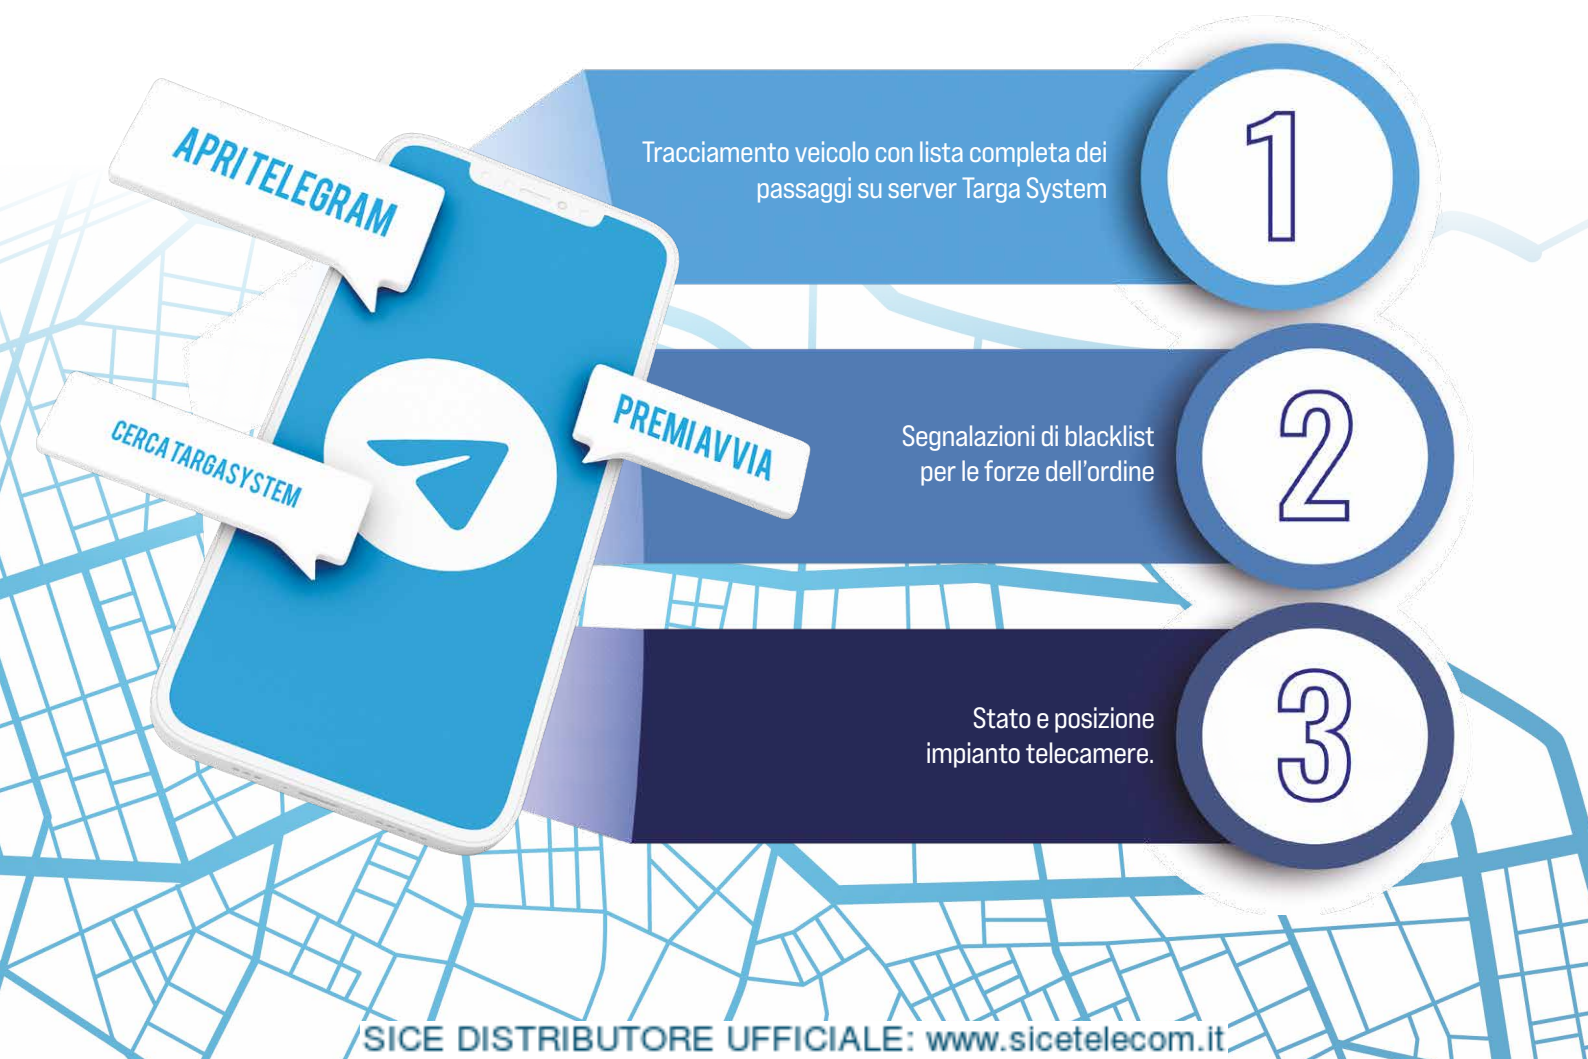 APRI TELEGRAM
CERCA TARGASYSTEM
PREMI AVVIA
Tracciamento veicolo con lista completa dei
passaggi su server Targa System
1
Segnalazioni di blacklist
per le forze dell'ordine
2
Stato e posizione
impianto telecamere.
3
SICE DISTRIBUTORE UFFICIALE: www.sicetelecom.it